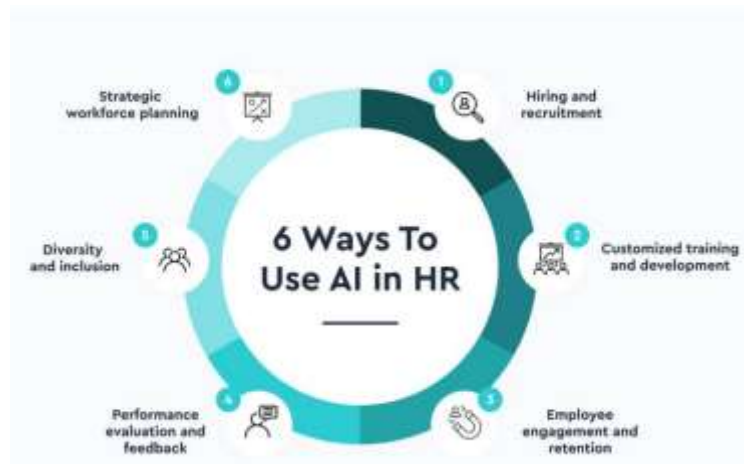 6 Ways To
Use AI in HR
1
Hiring and
recruitment
2
Customized training
and development
3
Employee
engagement and
retention
4
Performance
evaluation and
feedback
5
Diversity
and inclusion
6
Strategic
workforce planning